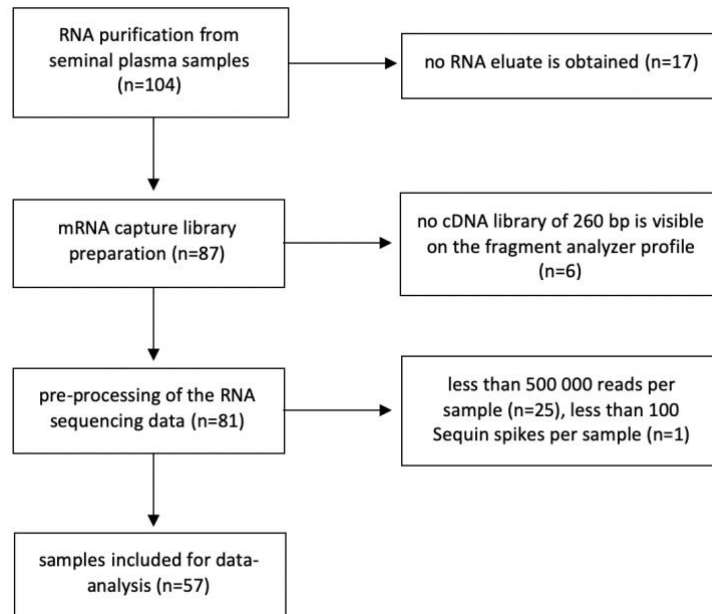 RNA purification from
seminal plasma samples
(n=104)
no RNA eluate is obtained (n=17)
mRNA capture library
preparation (n=87)
no cDNA library of 260 bp is visible
on the fragment analyzer profile
(n=6)
pre-processing of the RNA
sequencing data (n=81)
less than 500 000 reads per
sample (n=25), less than 100
Sequin spikes per sample (n=1)
samples included for data-
analysis (n=57)